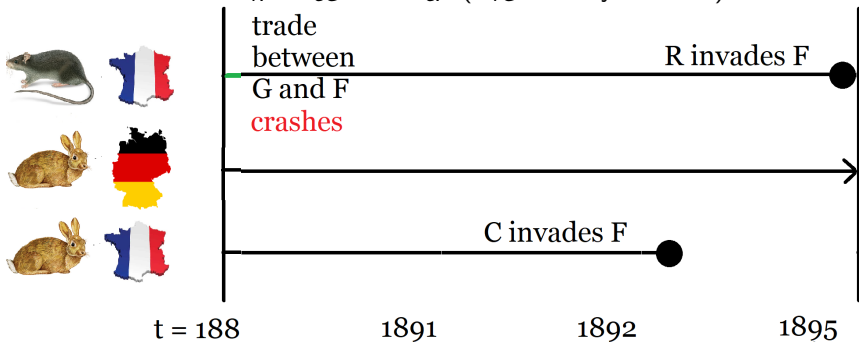 trade
between
G and F
crashes
R invades F
C invades F
t = 188
1891
1892
1895